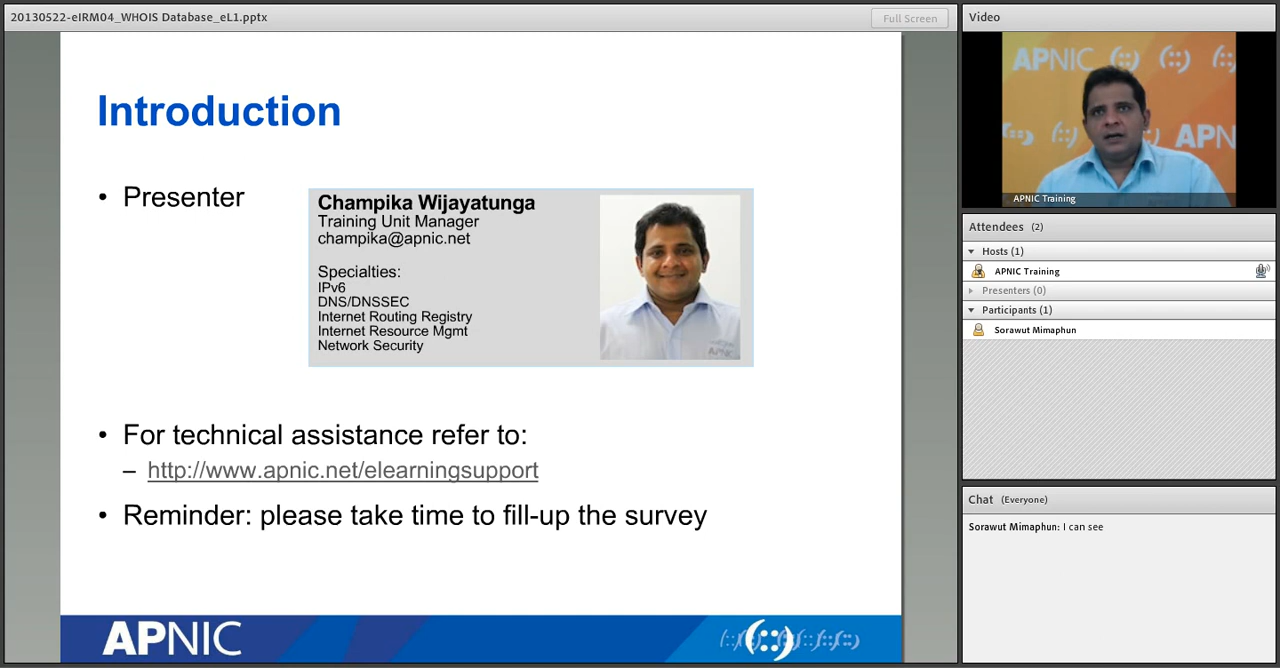 20130522-eIRM04_WHOIS Database_eL1.pptx
Full Screen
Introduction
• Presenter
Champika Wijayatunga
Training Unit Manager
champika@apnic.net
Specialties:
IPv6
DNS/DNSSEC
Internet Routing Registry
Internet Resource Mgmt
Network Security
APNIC
• For technical assistance refer to:
– http://www.apnic.net/elearningsupport
• Reminder: please take time to fill-up the survey
APNIC
Video
APNIC
APN
APNIC Training
Attendees (2)
Hosts (1)
APNIC Training
Presenters (0)
Participants (1)
Sorawut Mimaphun
Chat (Everyone)
Sorawut Mimaphun: I can see